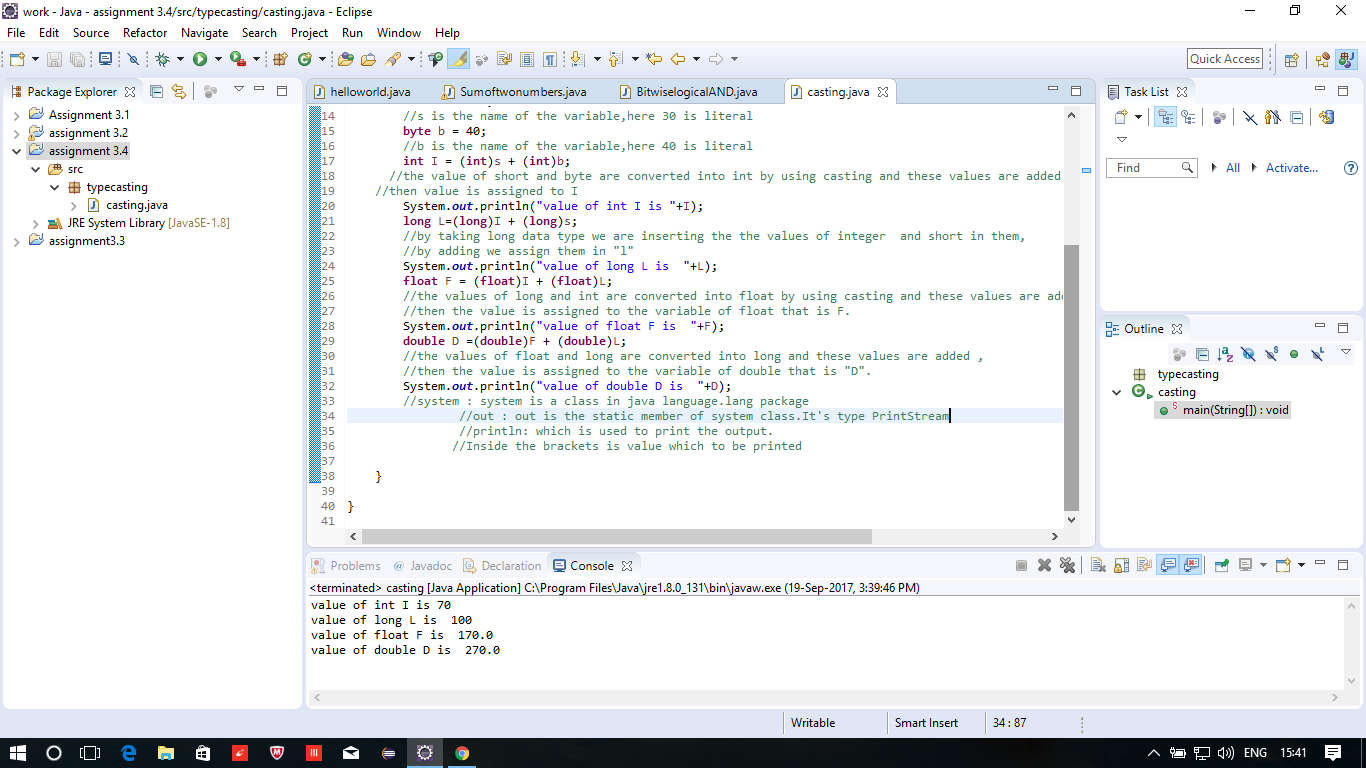 work - Java - assignment 3.4/src/typecasting/casting.java - Eclipse
File Edit Source Refactor Navigate Search Project Run Window Help
Quick Access
Package Explorer
Assignment 3.1
assignment 3.2
assignment 3.4
src
typecasting
casting.java
JRE System Library [JavaSE-1.8]
assignment3.3
helloworld.java Sumoftwonumbers.java BitwiselogicalAND.java casting.java
14 //s is the name of the variable,here 30 is literal
15 byte b = 40;
16 //b is the name of the variable,here 40 is literal
17 int I = (int)s + (int)b;
18 //the value of short and byte are converted into int by using casting and these values are added,
19 //then value is assigned to I
20 System.out.println("value of int I is "+I);
21 long L=(long)I + (long)s;
22 //by taking long data type we are inserting the the values of integer  and short in them,
23 //by adding we assign them in "l"
24 System.out.println("value of long L is  "+L);
25 float F = (float)I + (float)L;
26 //the values of long and int are converted into float by using casting and these values are
27 //then the value is assigned to the variable of float that is F.
28 System.out.println("value of float F is  "+F);
29 double D =(double)F + (double)L;
30 //the values of float and long are converted into long and these values are added ,
31 //then the value is assigned to the variable of double that is "D".
32 System.out.println("value of double D is  "+D);
33 //system : system is a class in java language.lang package
34 //out : out is the static member of system class.It's type PrintStream
35 //println: which is used to print the output.
36 //Inside the brackets is value which to be printed
37
38 }
39
40 }
41
Task List
Find All Activate...
Outline
typecasting
casting
main(String[]) : void
Problems @ Javadoc Declaration Console
<terminated> casting [Java Application] C:\Program Files\Java\jre1.8.0_131\bin\javaw.exe (19-Sep-2017, 3:39:46 PM)
value of int I is 70
value of long L is  100
value of float F is  170.0
value of double D is  270.0
Writable Smart Insert 34 : 87
ENG 15:41